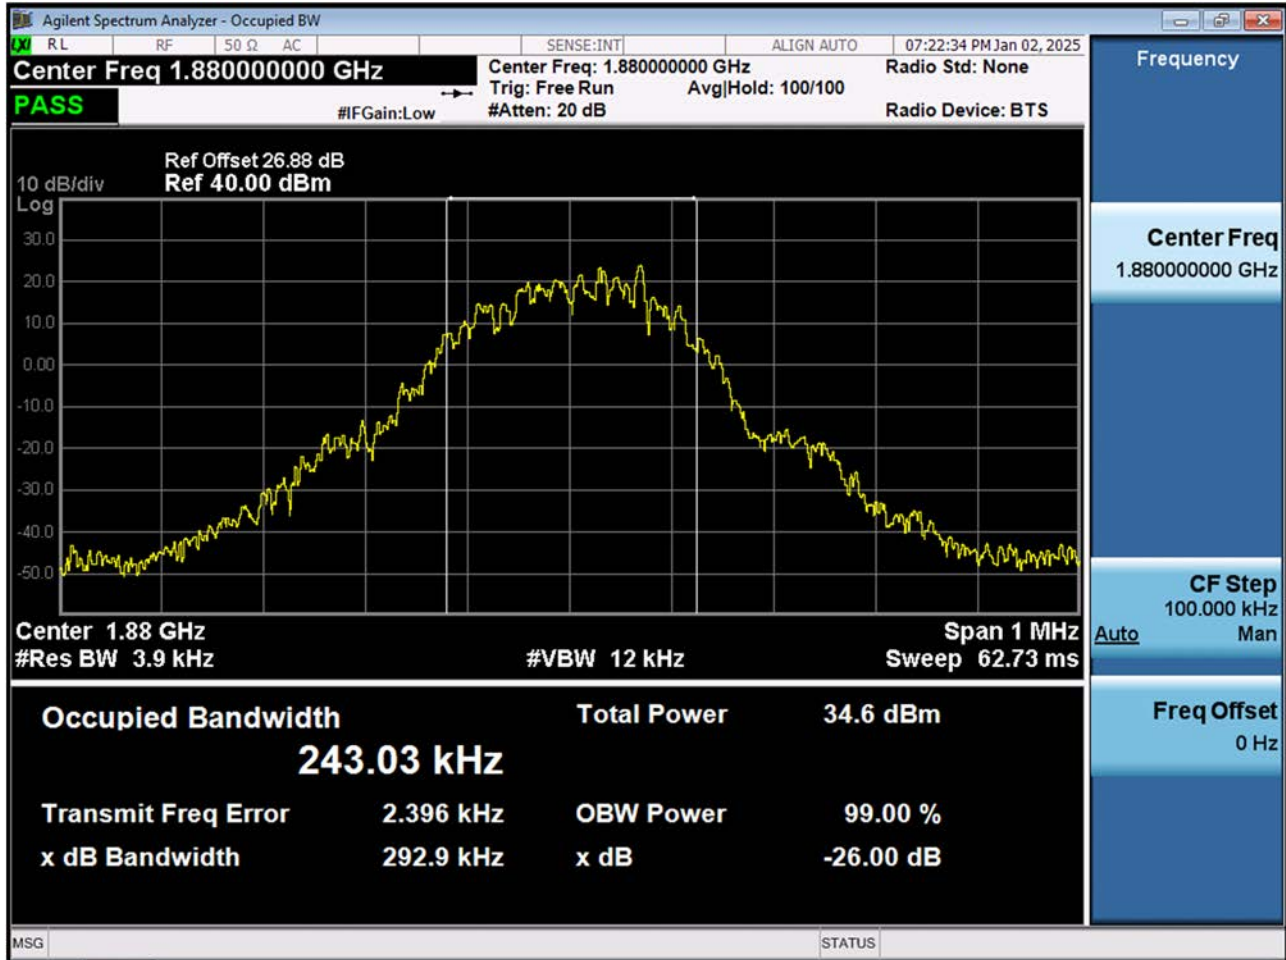 Agilent Spectrum Analyzer - Occupied BW
LXI RL RF 50 Ω AC SENSE:INT ALIGN AUTO 07:22:34 PM Jan 02, 2025
Center Freq 1.880000000 GHz
PASS
#IFGain:Low
Center Freq: 1.880000000 GHz
Trig: Free Run Avg|Hold: 100/100
#Atten: 20 dB
Radio Std: None
Radio Device: BTS
Ref Offset 26.88 dB
10 dB/div Ref 40.00 dBm
Log
30.0
20.0
10.0
0.00
-10.0
-20.0
-30.0
-40.0
-50.0
Center 1.88 GHz Span 1 MHz
#Res BW 3.9 kHz #VBW 12 kHz Sweep 62.73 ms
Occupied Bandwidth Total Power 34.6 dBm
243.03 kHz
Transmit Freq Error 2.396 kHz OBW Power 99.00 %
x dB Bandwidth 292.9 kHz x dB -26.00 dB
MSG STATUS
Frequency
Center Freq
1.880000000 GHz
CF Step
100.000 kHz
Auto Man
Freq Offset
0 Hz